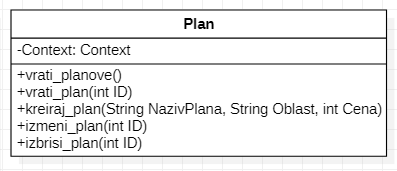 Plan
-Context: Context
+vrati_planove()
+vrati_plan(int ID)
+kreiraj_plan(String NazivPlana, String Oblast, int Cena)
+izmeni_plan(int ID)
+izbrisi_plan(int ID)